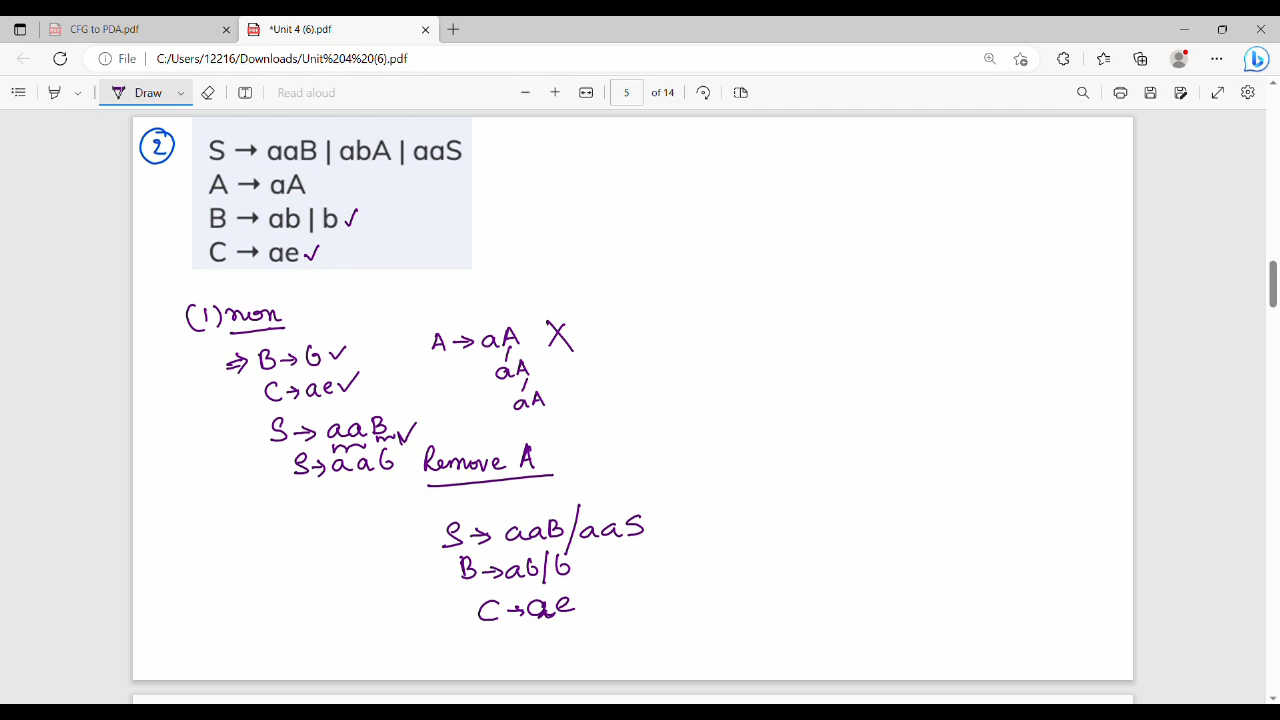 CFG to PDA.pdf
*Unit 4 (6).pdf
File C:/Users/12216/Downloads/Unit%204%20(6).pdf
Draw Read aloud 5 of 14
2
S → aaB | abA | aaS
A → aA
B → ab | b ✓
C → ae ✓
(1) non
⇒ B → b ✓
C → ae ✓
S → aaB ✓
S → aab
A → aA X
aA
aA
Remove A
S → aaB/aaS
B → ab/b
C → ae